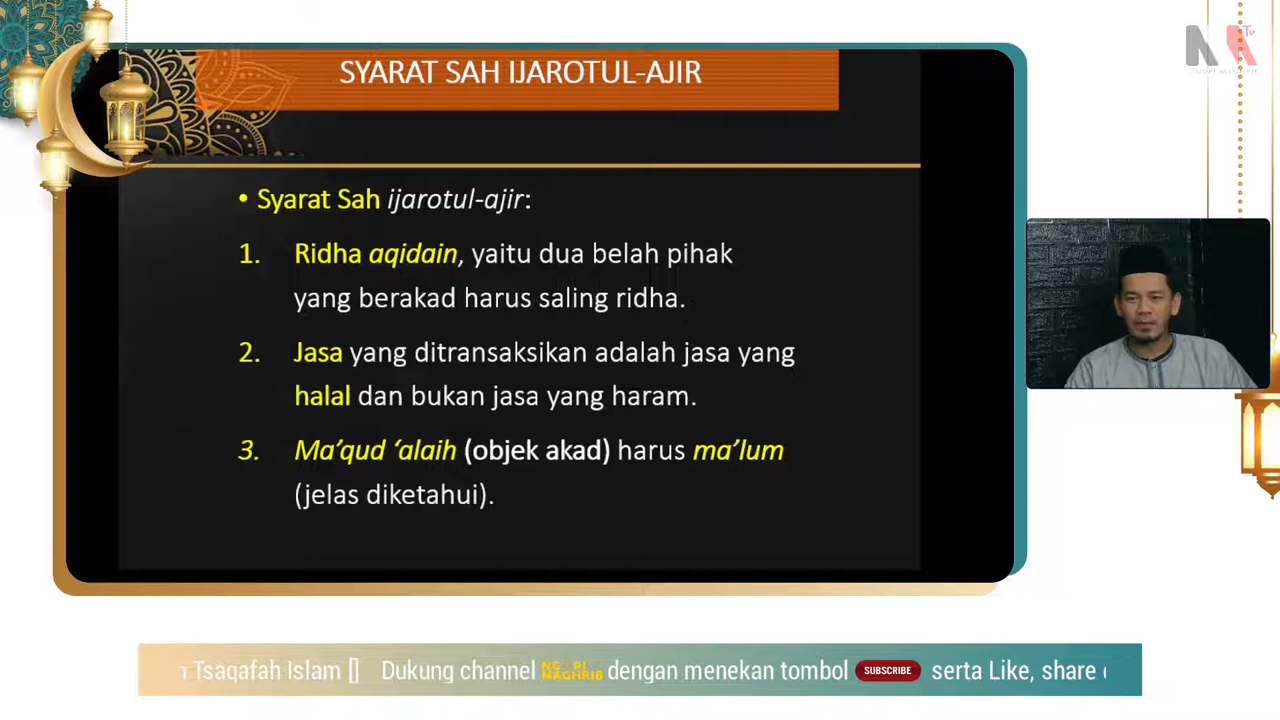 SYARAT SAH IJAROTUL-AJIR
• Syarat Sah ijarotul-ajir:
1. Ridha aqidain, yaitu dua belah pihak
yang berakad harus saling ridha.
2. Jasa yang ditransaksikan adalah jasa yang
halal dan bukan jasa yang haram.
3. Ma’qud ‘alaih (objek akad) harus ma’lum
(jelas diketahui).
Tsaqafah Islam [] Dukung channel NGOPI MAGHRIB dengan menekan tombol SUBSCRIBE serta Like, share